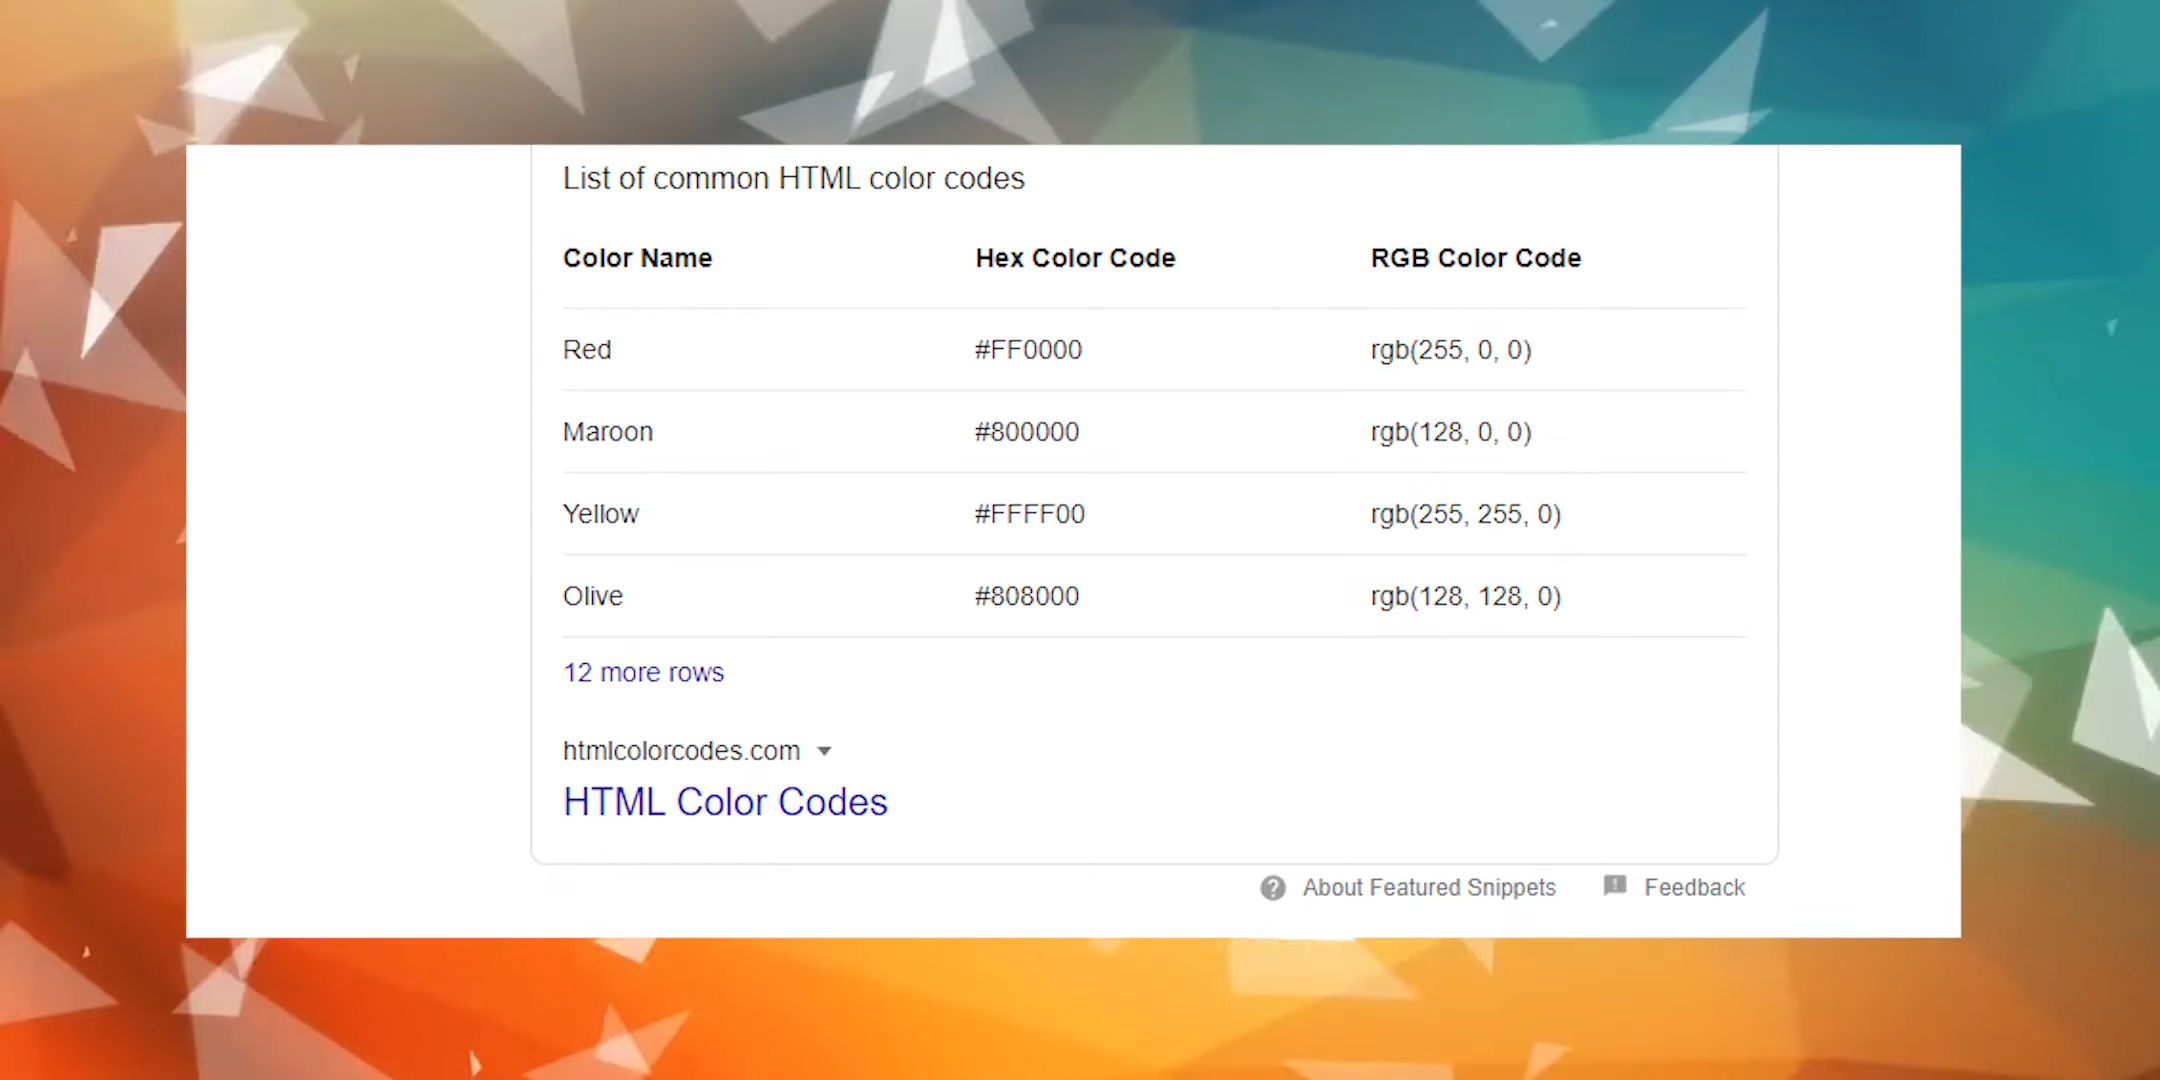 List of common HTML color codes
Color Name Hex Color Code RGB Color Code
Red #FF0000 rgb(255, 0, 0)
Maroon #800000 rgb(128, 0, 0)
Yellow #FFFF00 rgb(255, 255, 0)
Olive #808000 rgb(128, 128, 0)
12 more rows
htmlcolorcodes.com
HTML Color Codes
About Featured Snippets Feedback